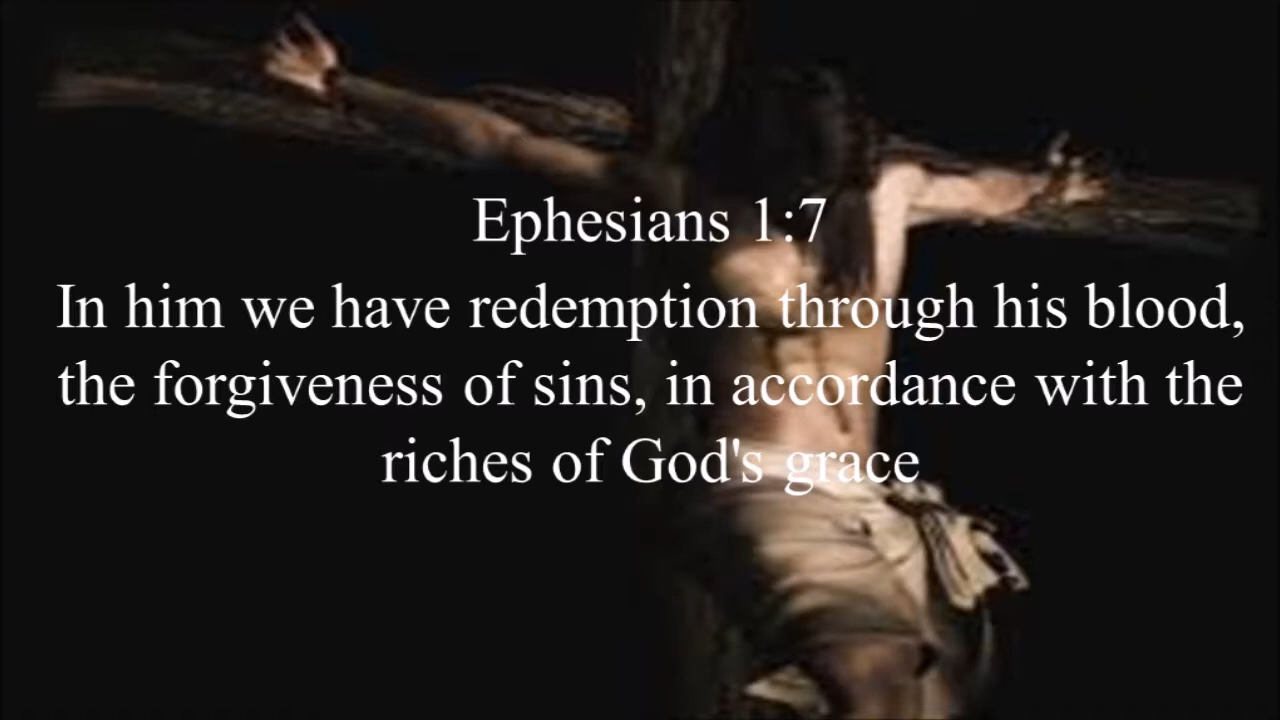 Ephesians 1:7
In him we have redemption through his blood,
the forgiveness of sins, in accordance with the
riches of God's grace